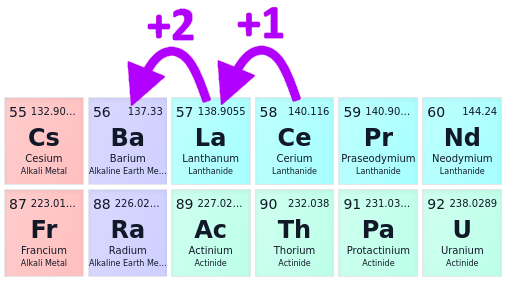 +2 +1
55 132.90... 56 137.33 57 138.9055 58 140.116 59 140.90... 60 144.24
Cs Ba La Ce Pr Nd
Cesium Barium Lanthanum Cerium Praseodymium Neodymium
Alkali Metal Alkaline Earth Me... Lanthanide Lanthanide Lanthanide Lanthanide
87 223.01... 88 226.02... 89 227.02... 90 232.038 91 231.03... 92 238.0289
Fr Ra Ac Th Pa U
Francium Radium Actinium Thorium Protactinium Uranium
Alkali Metal Alkaline Earth Me... Actinide Actinide Actinide Actinide